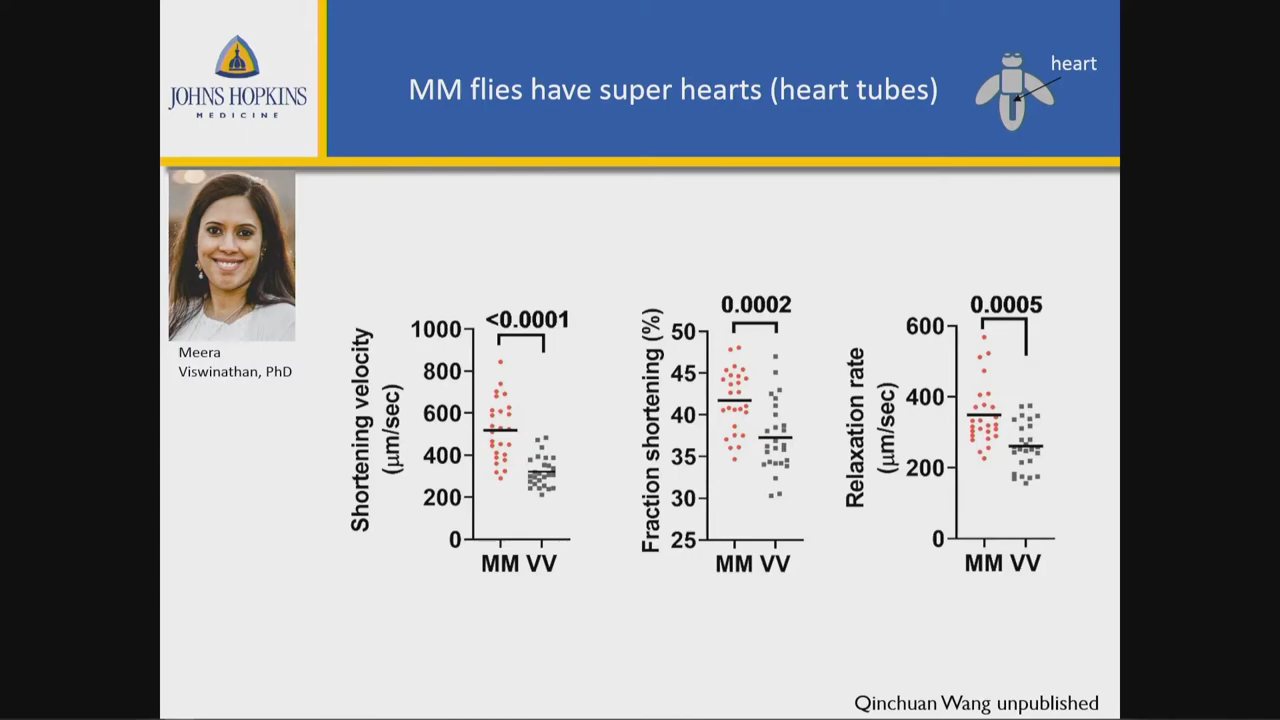 JOHNS HOPKINS
MEDICINE
MM flies have super hearts (heart tubes)
heart
Meera
Viswinathan, PhD
Shortening velocity
(µm/sec)
1000
800
600
400
200
0
<0.0001
MM VV
Fraction shortening (%)
50
45
40
35
30
25
0.0002
MM VV
Relaxation rate
(µm/sec)
600
400
200
0
0.0005
MM VV
Qinchuan Wang unpublished